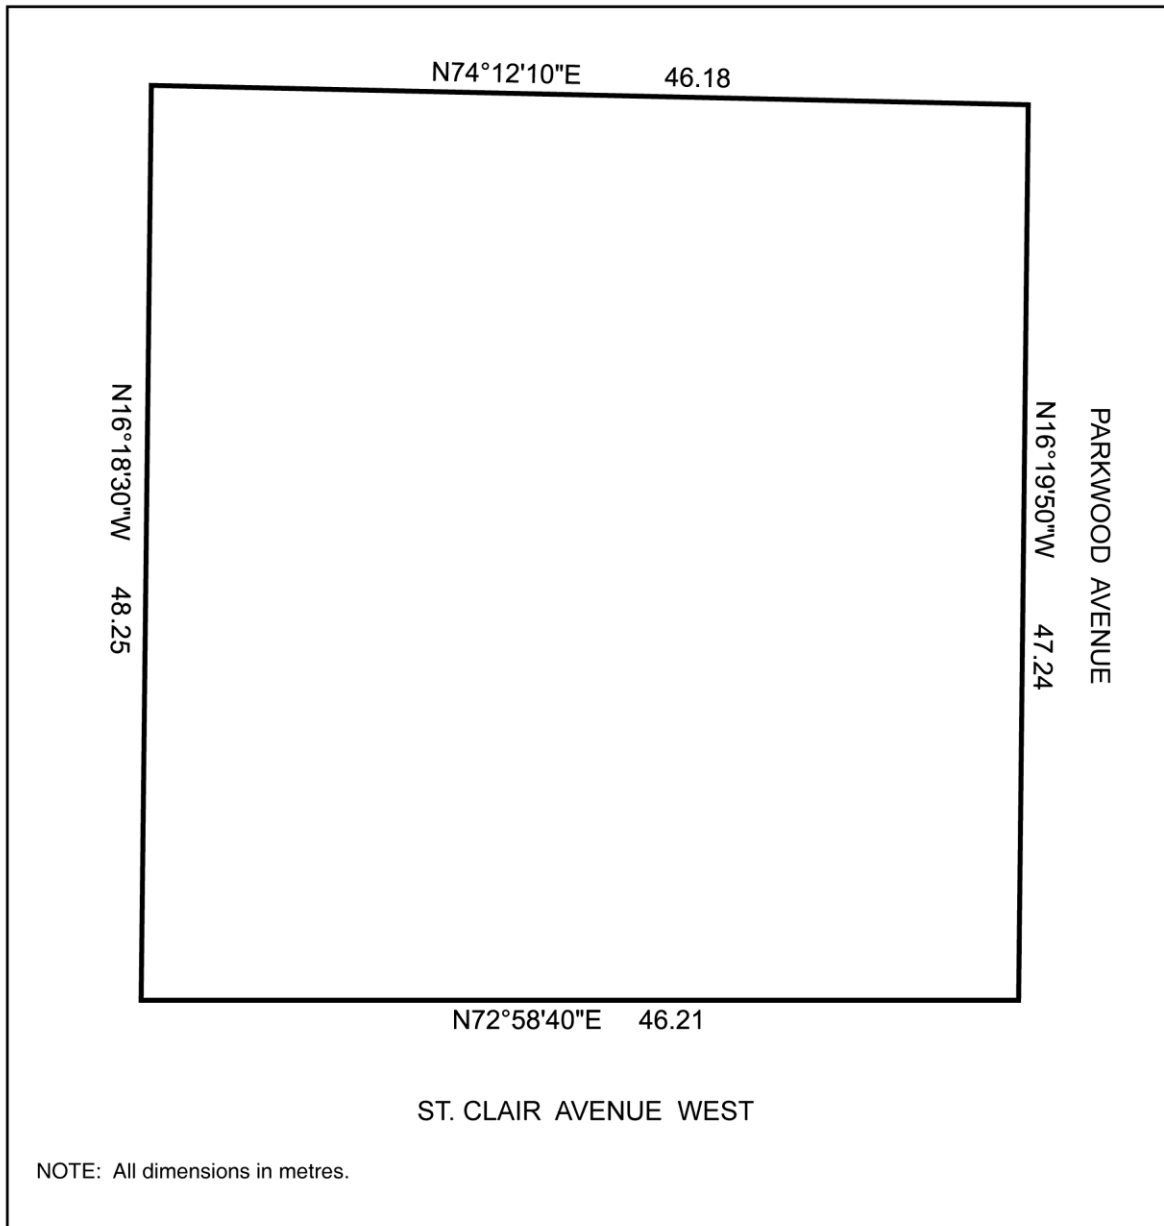 N74°12'10"E 46.18
N16°18'30"W 48.25
N16°19'50"W 47.24
PARKWOOD AVENUE
N72°58'40"E 46.21
ST. CLAIR AVENUE WEST
NOTE: All dimensions in metres.